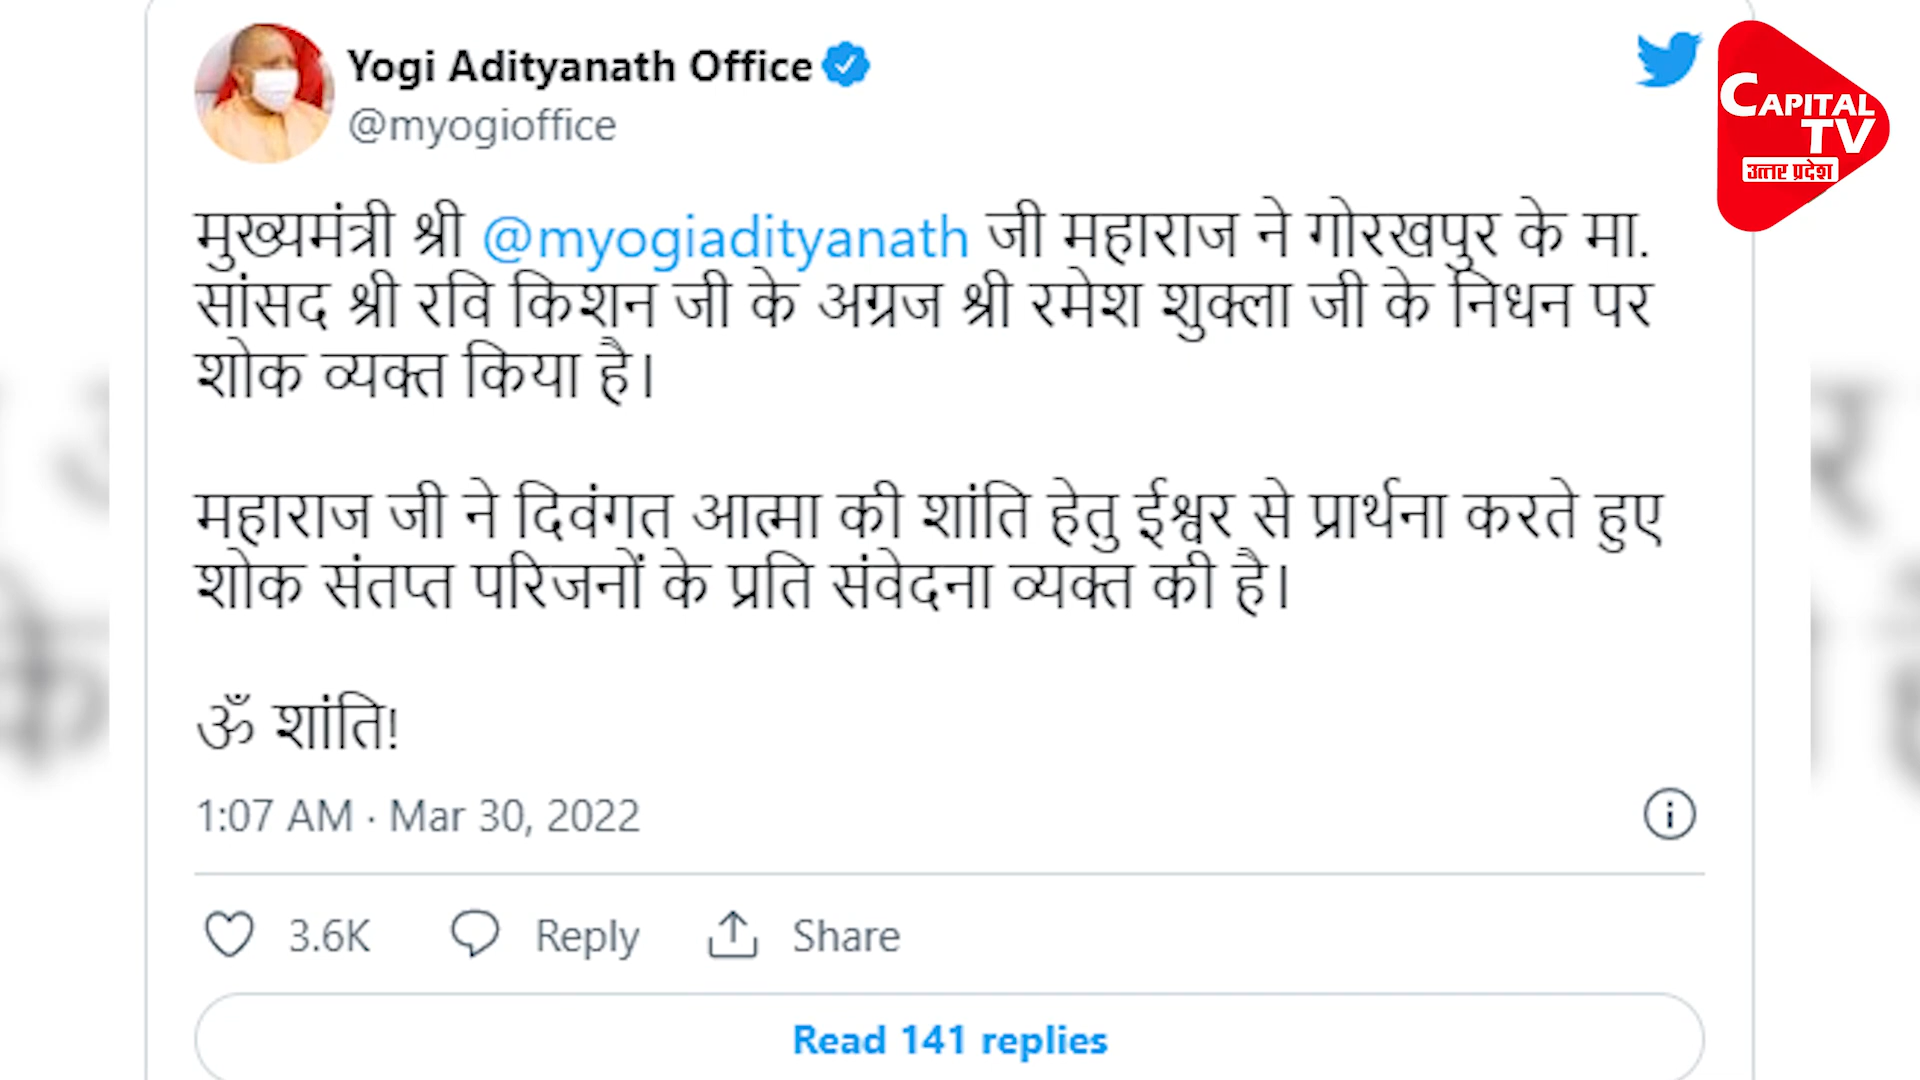 Yogi Adityanath Office
@myogioffice
CAPITAL
TV
उत्तर प्रदेश
मुख्यमंत्री श्री @myogiadityanath जी महाराज ने गोरखपुर के मा.
सांसद श्री रवि किशन जी के अग्रज श्री रमेश शुक्ला जी के निधन पर
शोक व्यक्त किया है।
महाराज जी ने दिवंगत आत्मा की शांति हेतु ईश्वर से प्रार्थना करते हुए
शोक संतप्त परिजनों के प्रति संवेदना व्यक्त की है।
ॐ शांति!
1:07 AM · Mar 30, 2022
3.6K Reply Share
Read 141 replies